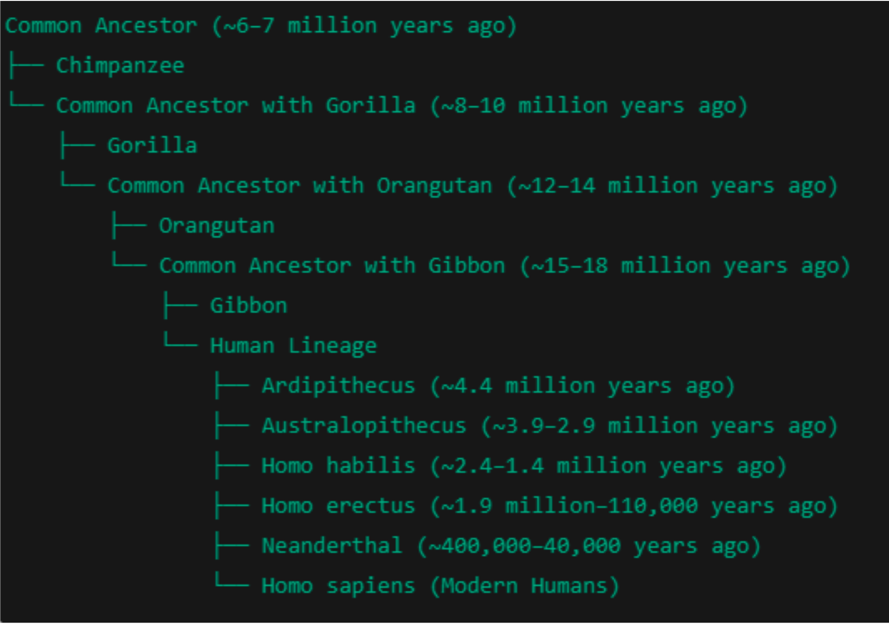 Common Ancestor (~6–7 million years ago)
├── Chimpanzee
└── Common Ancestor with Gorilla (~8–10 million years ago)
    ├── Gorilla
    └── Common Ancestor with Orangutan (~12–14 million years ago)
        ├── Orangutan
        └── Common Ancestor with Gibbon (~15–18 million years ago)
            ├── Gibbon
            └── Human Lineage
                ├── Ardipithecus (~4.4 million years ago)
                ├── Australopithecus (~3.9–2.9 million years ago)
                ├── Homo habilis (~2.4–1.4 million years ago)
                ├── Homo erectus (~1.9 million–110,000 years ago)
                ├── Neanderthal (~400,000–40,000 years ago)
                └── Homo sapiens (Modern Humans)